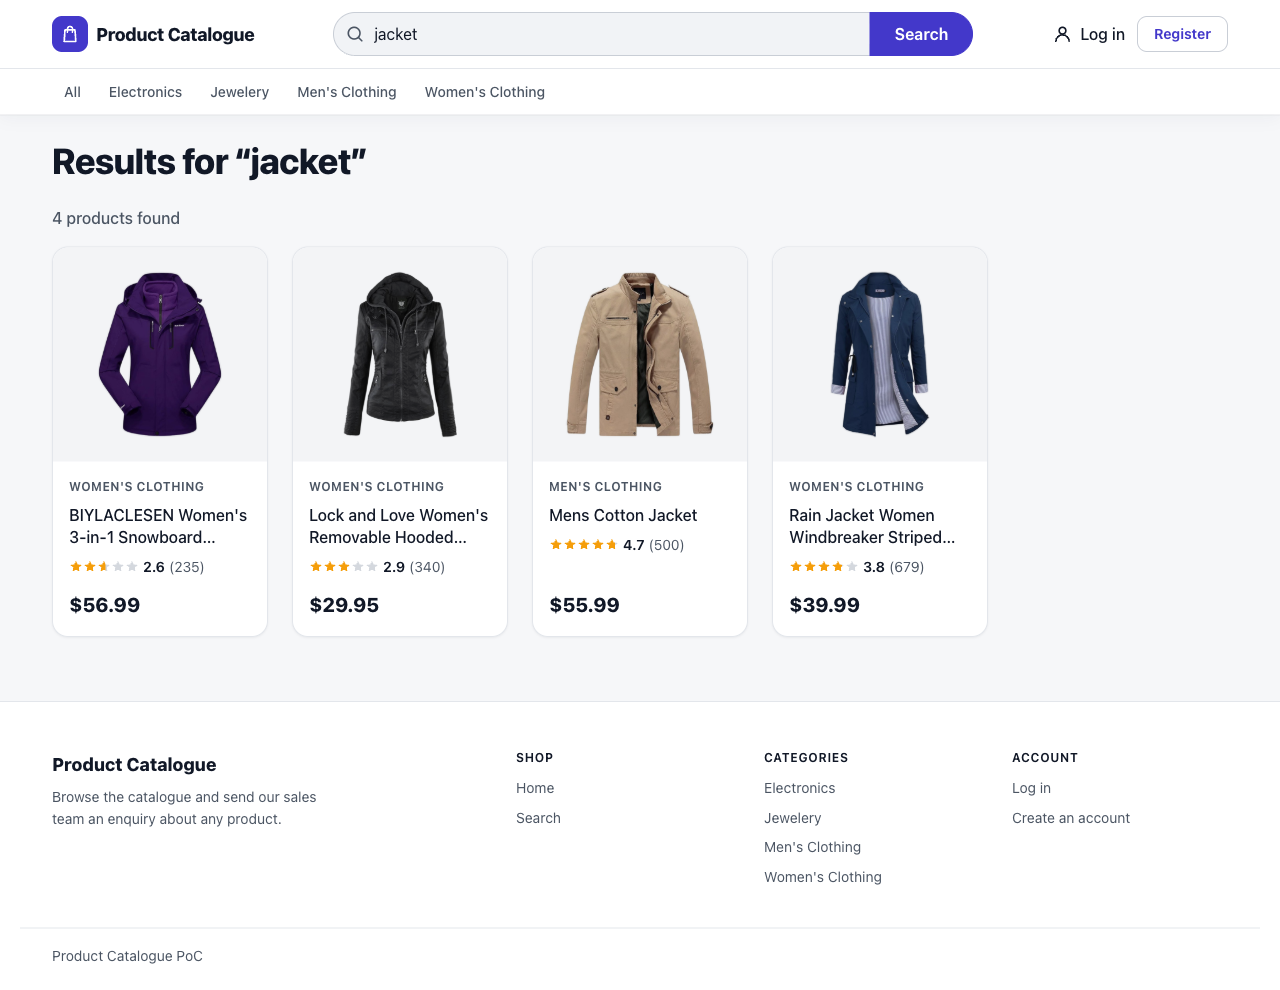 Product Catalogue
jacket
Search
Log in
Register
All
Electronics
Jewelery
Men's Clothing
Women's Clothing
Results for “jacket”
4 products found
WOMEN'S CLOTHING
BIYLACLESEN Women's
3-in-1 Snowboard...
2.6 (235)
$56.99
WOMEN'S CLOTHING
Lock and Love Women's
Removable Hooded...
2.9 (340)
$29.95
MEN'S CLOTHING
Mens Cotton Jacket
4.7 (500)
$55.99
WOMEN'S CLOTHING
Rain Jacket Women
Windbreaker Striped...
3.8 (679)
$39.99
Product Catalogue
Browse the catalogue and send our sales
team an enquiry about any product.
SHOP
Home
Search
CATEGORIES
Electronics
Jewelery
Men's Clothing
Women's Clothing
ACCOUNT
Log in
Create an account
Product Catalogue PoC